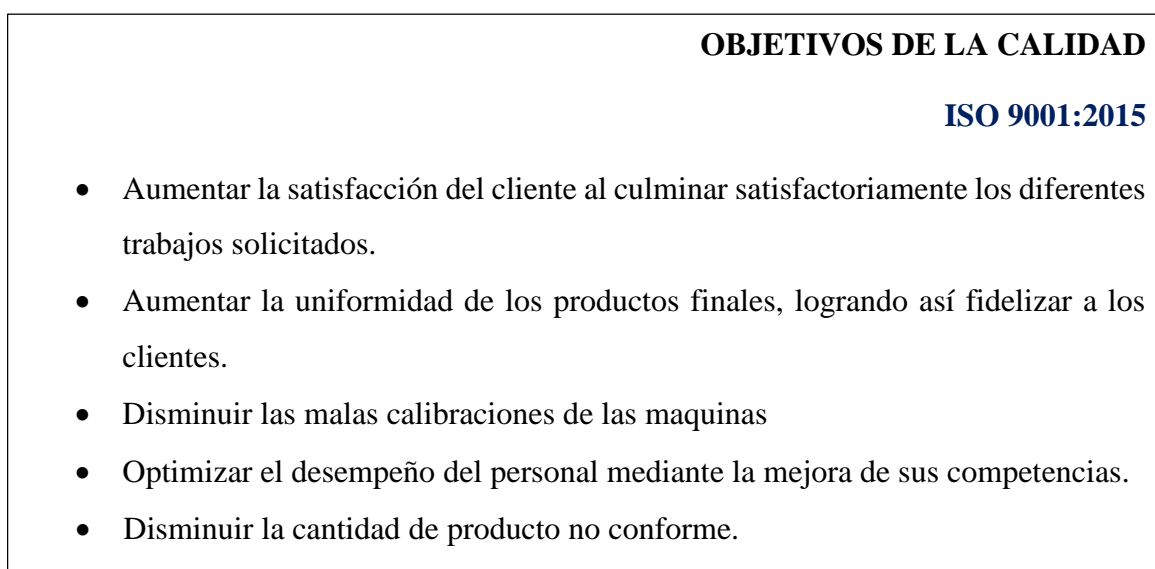 OBJETIVOS DE LA CALIDAD
ISO 9001:2015
• Aumentar la satisfacción del cliente al culminar satisfactoriamente los diferentes
trabajos solicitados.
• Aumentar la uniformidad de los productos finales, logrando así fidelizar a los
clientes.
• Disminuir las malas calibraciones de las maquinas
• Optimizar el desempeño del personal mediante la mejora de sus competencias.
• Disminuir la cantidad de producto no conforme.